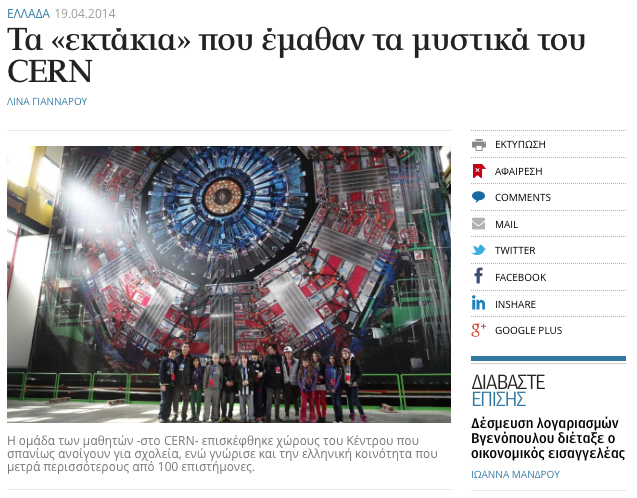 ΕΛΛΑΔΑ 19.04.2014
Τα «εκτάκια» που έμαθαν τα μυστικά του
CERN
ΛΙΝΑ ΓΙΑΝΝΑΡΟΥ
Η ομάδα των μαθητών -στο CERN- επισκέφθηκε χώρους του Κέντρου που
σπανίως ανοίγουν για σχολεία, ενώ γνώρισε και την ελληνική κοινότητα που
μετρά περισσότερους από 100 επιστήμονες.
ΕΚΤΥΠΩΣΗ
ΑΦΑΙΡΕΣΗ
COMMENTS
MAIL
TWITTER
FACEBOOK
INSHARE
GOOGLE PLUS
ΔΙΑΒΑΣΤΕ
ΕΠΙΣΗΣ
Δέσμευση λογαριασμών
Βγενόπουλου διέταξε ο
οικονομικός εισαγγελέας
ΙΩΑΝΝΑ ΜΑΝΔΡΟΥ